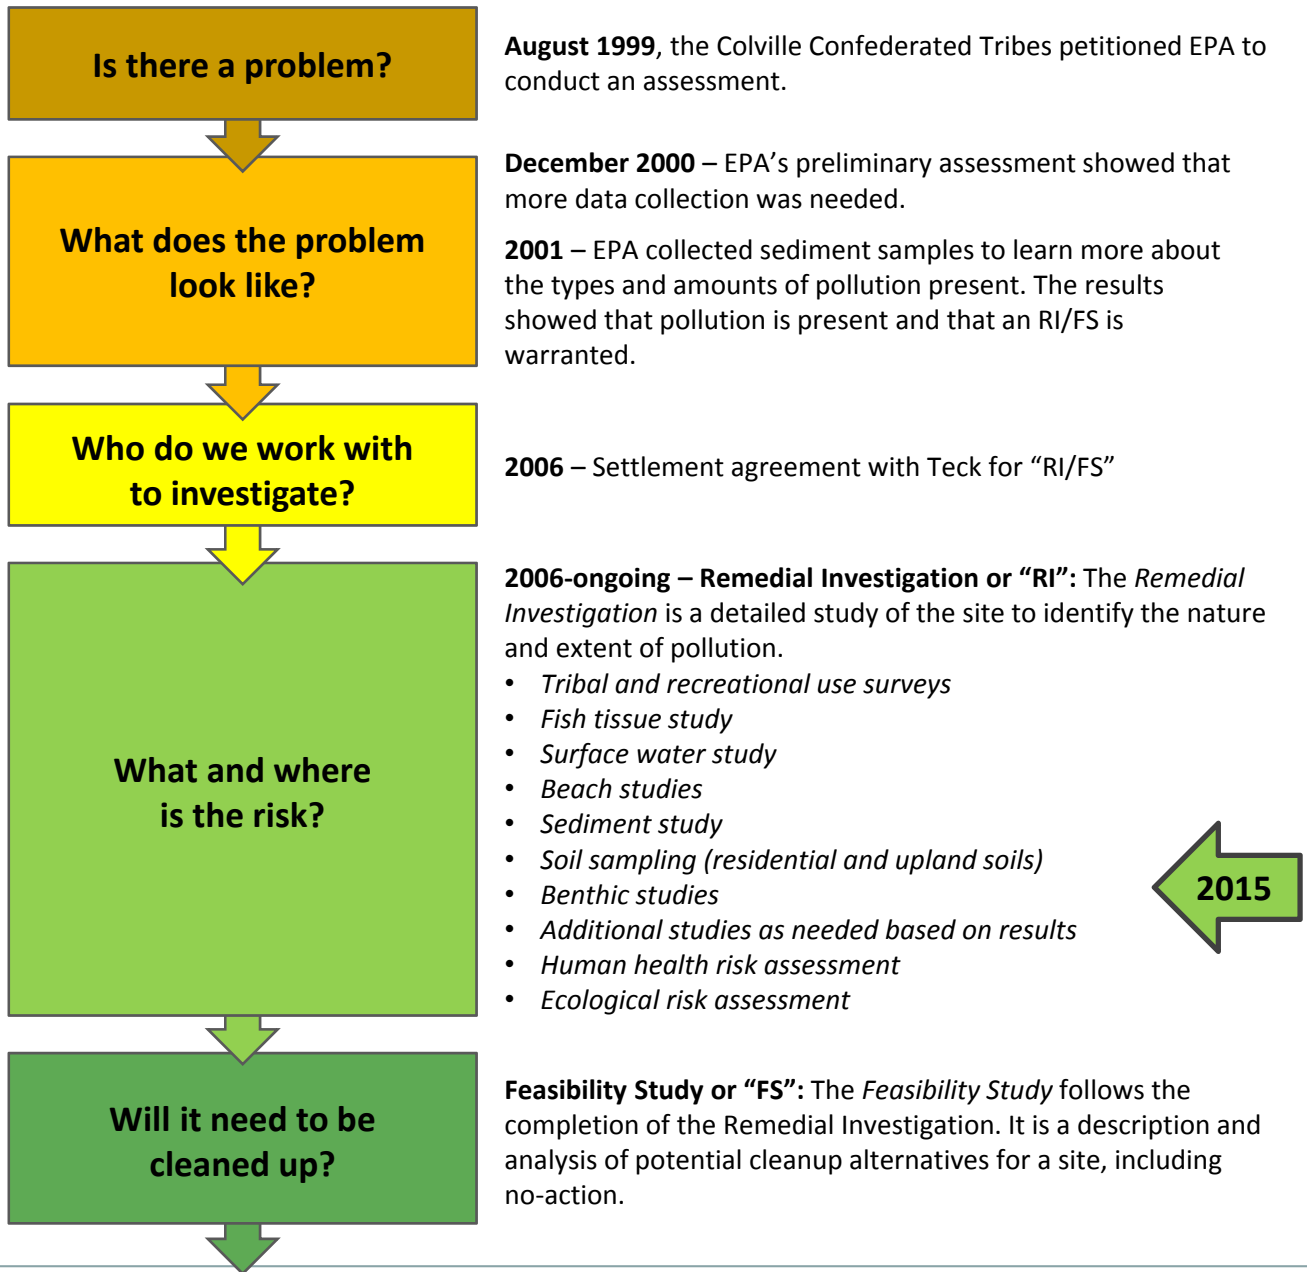 Is there a problem?
August 1999, the Colville Confederated Tribes petitioned EPA to
conduct an assessment.
What does the problem
look like?
December 2000 – EPA’s preliminary assessment showed that
more data collection was needed.
2001 – EPA collected sediment samples to learn more about
the types and amounts of pollution present. The results
showed that pollution is present and that an RI/FS is
warranted.
Who do we work with
to investigate?
2006 – Settlement agreement with Teck for “RI/FS”
What and where
is the risk?
2006-ongoing – Remedial Investigation or “RI”: The Remedial
Investigation is a detailed study of the site to identify the nature
and extent of pollution.
• Tribal and recreational use surveys
• Fish tissue study
• Surface water study
• Beach studies
• Sediment study
• Soil sampling (residential and upland soils)
• Benthic studies
• Additional studies as needed based on results
• Human health risk assessment
• Ecological risk assessment
2015
Will it need to be
cleaned up?
Feasibility Study or “FS”: The Feasibility Study follows the
completion of the Remedial Investigation. It is a description and
analysis of potential cleanup alternatives for a site, including
no-action.